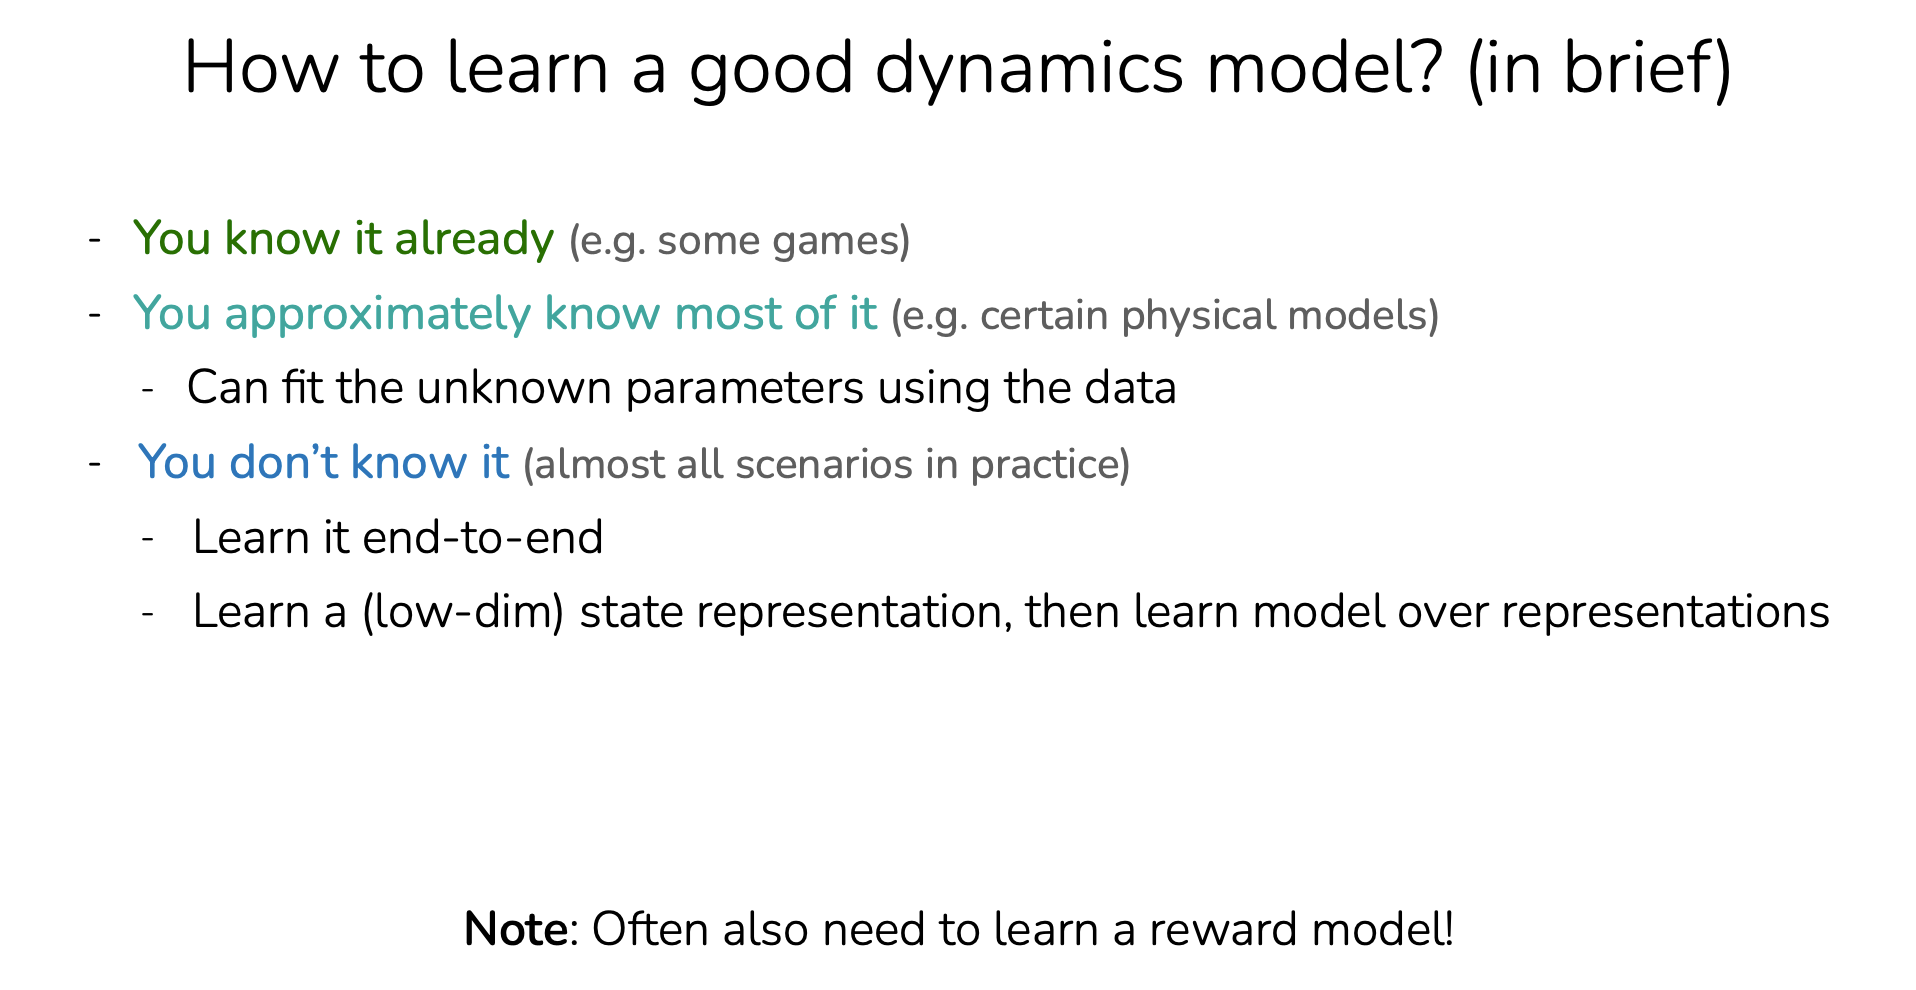 How to learn a good dynamics model? (in brief)
- You know it already (e.g. some games)
- You approximately know most of it (e.g. certain physical models)
- Can fit the unknown parameters using the data
- You don’t know it (almost all scenarios in practice)
- Learn it end-to-end
- Learn a (low-dim) state representation, then learn model over representations
Note: Often also need to learn a reward model!